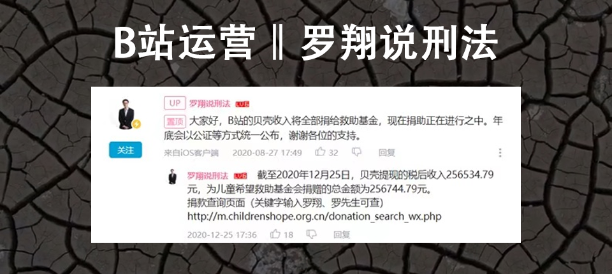 B站运营‖罗翔说刑法
UP 罗翔说刑法
置顶 大家好，B站的贝壳收入将全部捐给救助基金，现在捐助正在进行之中。年
底会以公证等方式统一公布，谢谢各位的支持。
关注
来自iOS客户端 2020-08-27 17:49 32 回复
罗翔说刑法 截至2020年12月25日，贝壳提现的税后收入256534.79
元，为儿童希望救助基金会捐赠的总金额为256744.79元。
捐款查询页面（关键字输入罗翔、罗先生可查）
http://m.childrenshope.org.cn/donation_search_wx.php
2020-12-25 17:36 18 回复